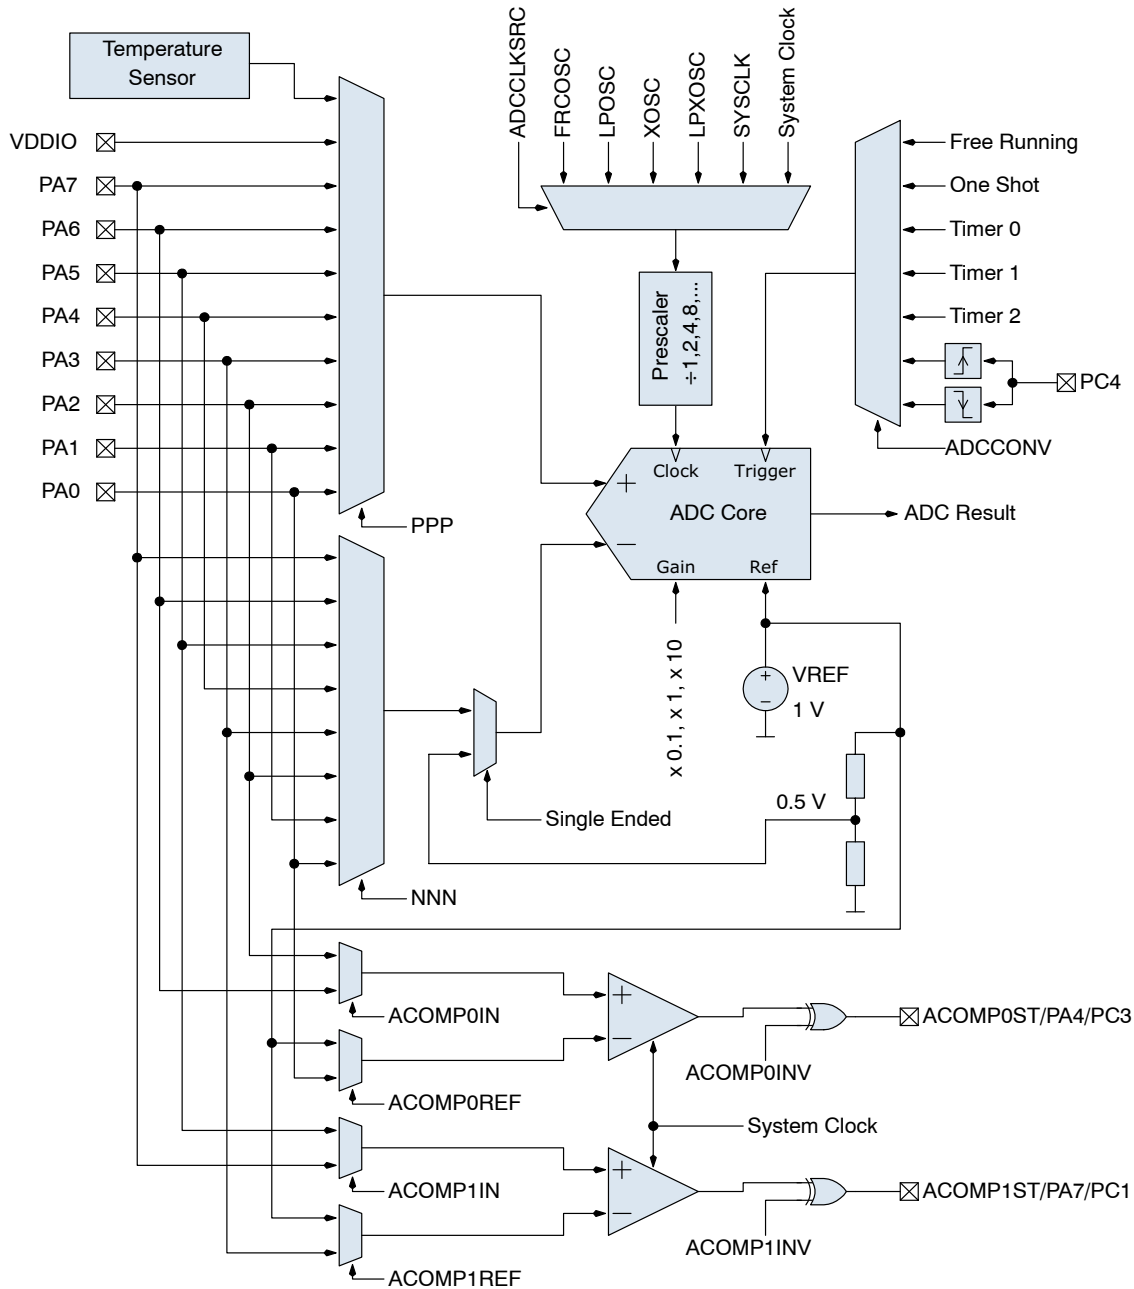 Temperature
Sensor
VDDIO
PA7
PA6
PA5
PA4
PA3
PA2
PA1
PA0
PPP
NNN
ADCCLKSRC
FRCOSC
LPOSC
XOSC
LPXOSC
SYSCLK
System Clock
Prescaler
÷1,2,4,8,...
Free Running
One Shot
Timer 0
Timer 1
Timer 2
PC4
ADCCONV
Clock
Trigger
+
ADC Core
ADC Result
−
Gain
Ref
x 0.1, x 1, x 10
+
−
VREF
1 V
0.5 V
Single Ended
ACOMP0IN
+
−
ACOMP0ST/PA4/PC3
ACOMP0INV
ACOMP0REF
System Clock
ACOMP1IN
+
−
ACOMP1ST/PA7/PC1
ACOMP1INV
ACOMP1REF